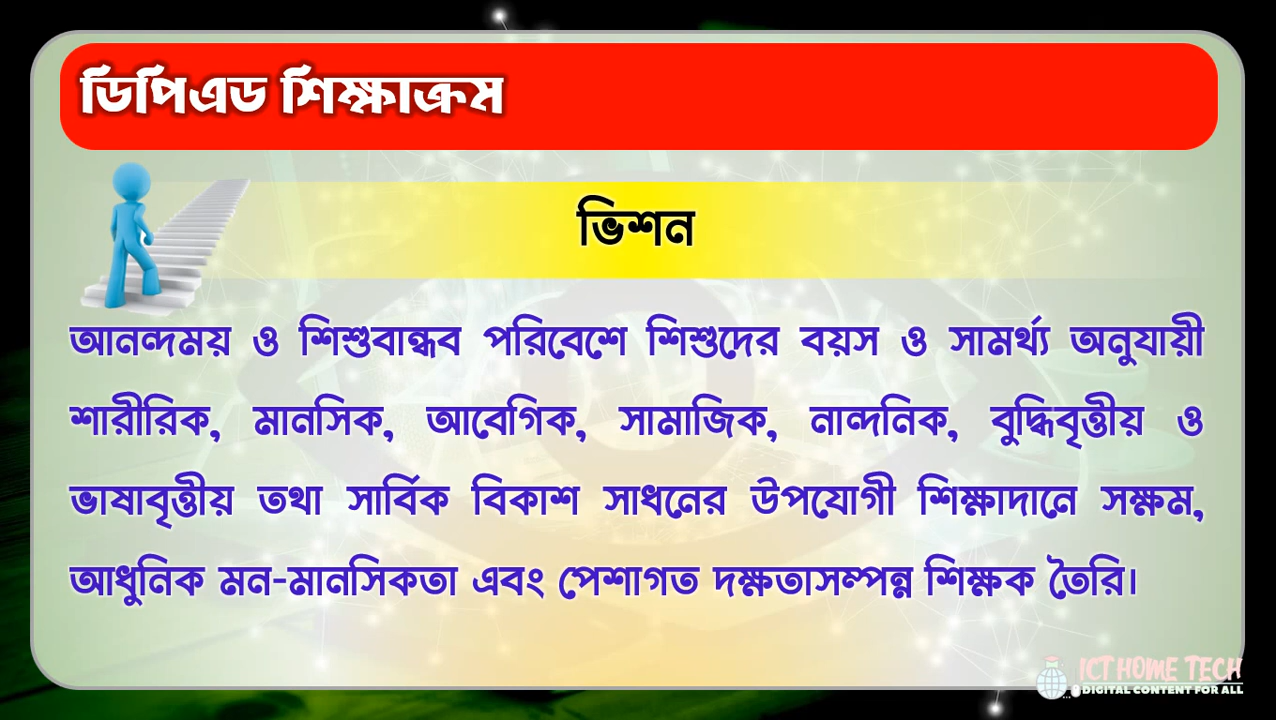 ডিপিএড শিক্ষাক্রম
ভিশন
আনন্দময় ও শিশুবান্ধব পরিবেশে শিশুদের বয়স ও সামর্থ্য অনুযায়ী
শারীরিক, মানসিক, আবেগিক, সামাজিক, নান্দনিক, বুদ্ধিবৃত্তীয় ও
ভাষাবৃত্তীয় তথা সার্বিক বিকাশ সাধনের উপযোগী শিক্ষাদানে সক্ষম,
আধুনিক মন-মানসিকতা এবং পেশাগত দক্ষতাসম্পন্ন শিক্ষক তৈরি।
ICT HOME TECH
DIGITAL CONTENT FOR ALL